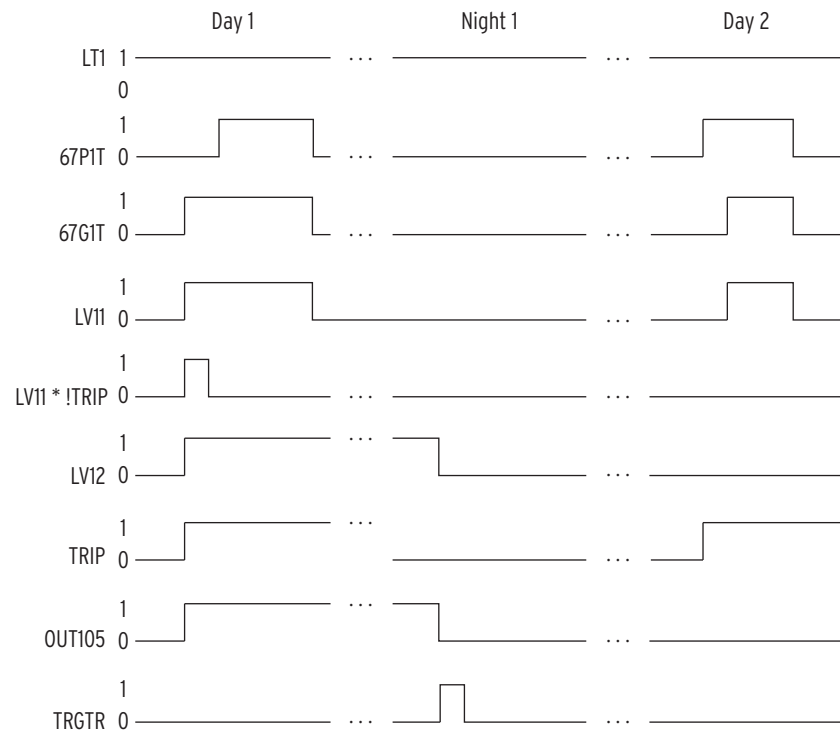 Day 1 Night 1 Day 2
LT1 1 ... ...
0
1
67P1T 0 ... ...
1
67G1T 0 ... ...
1
LV11 0 ...
1
LV11 * !TRIP 0 ... ...
1 ...
LV12 0 ...
1 ...
TRIP 0 ...
1 ...
OUT105 0 ...
1
TRGTR 0 ... ...